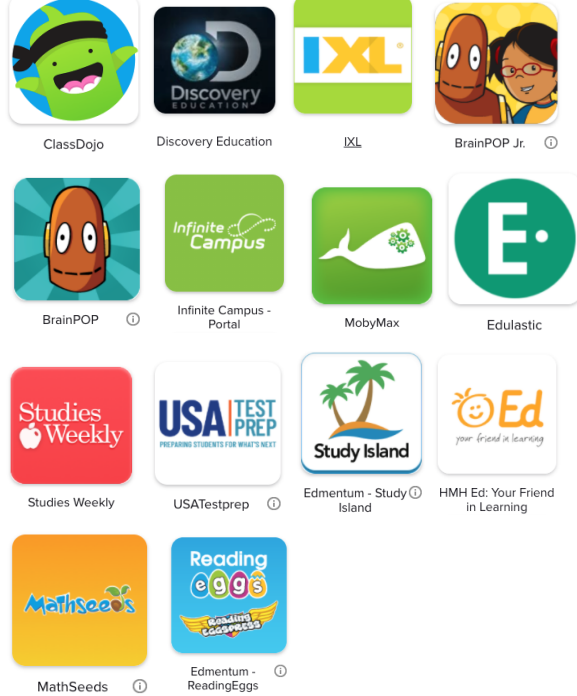 DISCOVERY
EDUCATION
IXL
ClassDojo
Discovery Education
IXL
BrainPOP Jr.
Infinite
Campus
E
BrainPOP
Infinite Campus -
Portal
MobyMax
Edulastic
Studies
Weekly
USA TEST
PREP
PREPARING STUDENTS FOR WHAT'S NEXT
Study Island
Ed
your friend in learning
Studies Weekly
USATestprep
Edmentum - Study
Island
HMH Ed: Your Friend
in Learning
Mathseeds
Reading
eggs
Reading
EGGSPRESS
MathSeeds
Edmentum -
ReadingEggs